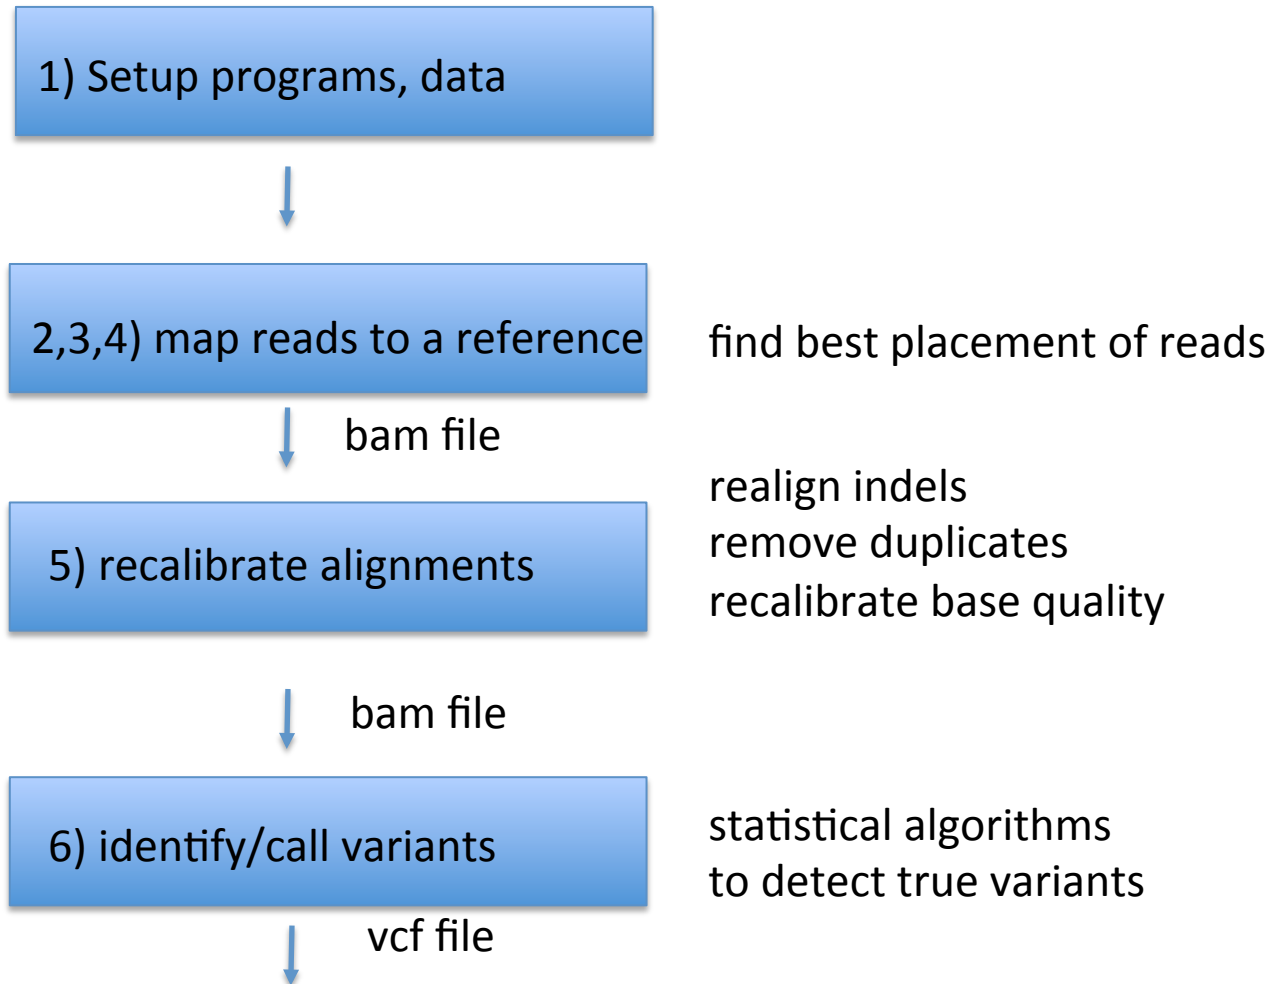 1) Setup programs, data
2,3,4) map reads to a reference
find best placement of reads
bam file
5) recalibrate alignments
realign indels
remove duplicates
recalibrate base quality
bam file
6) identify/call variants
statistical algorithms
to detect true variants
vcf file